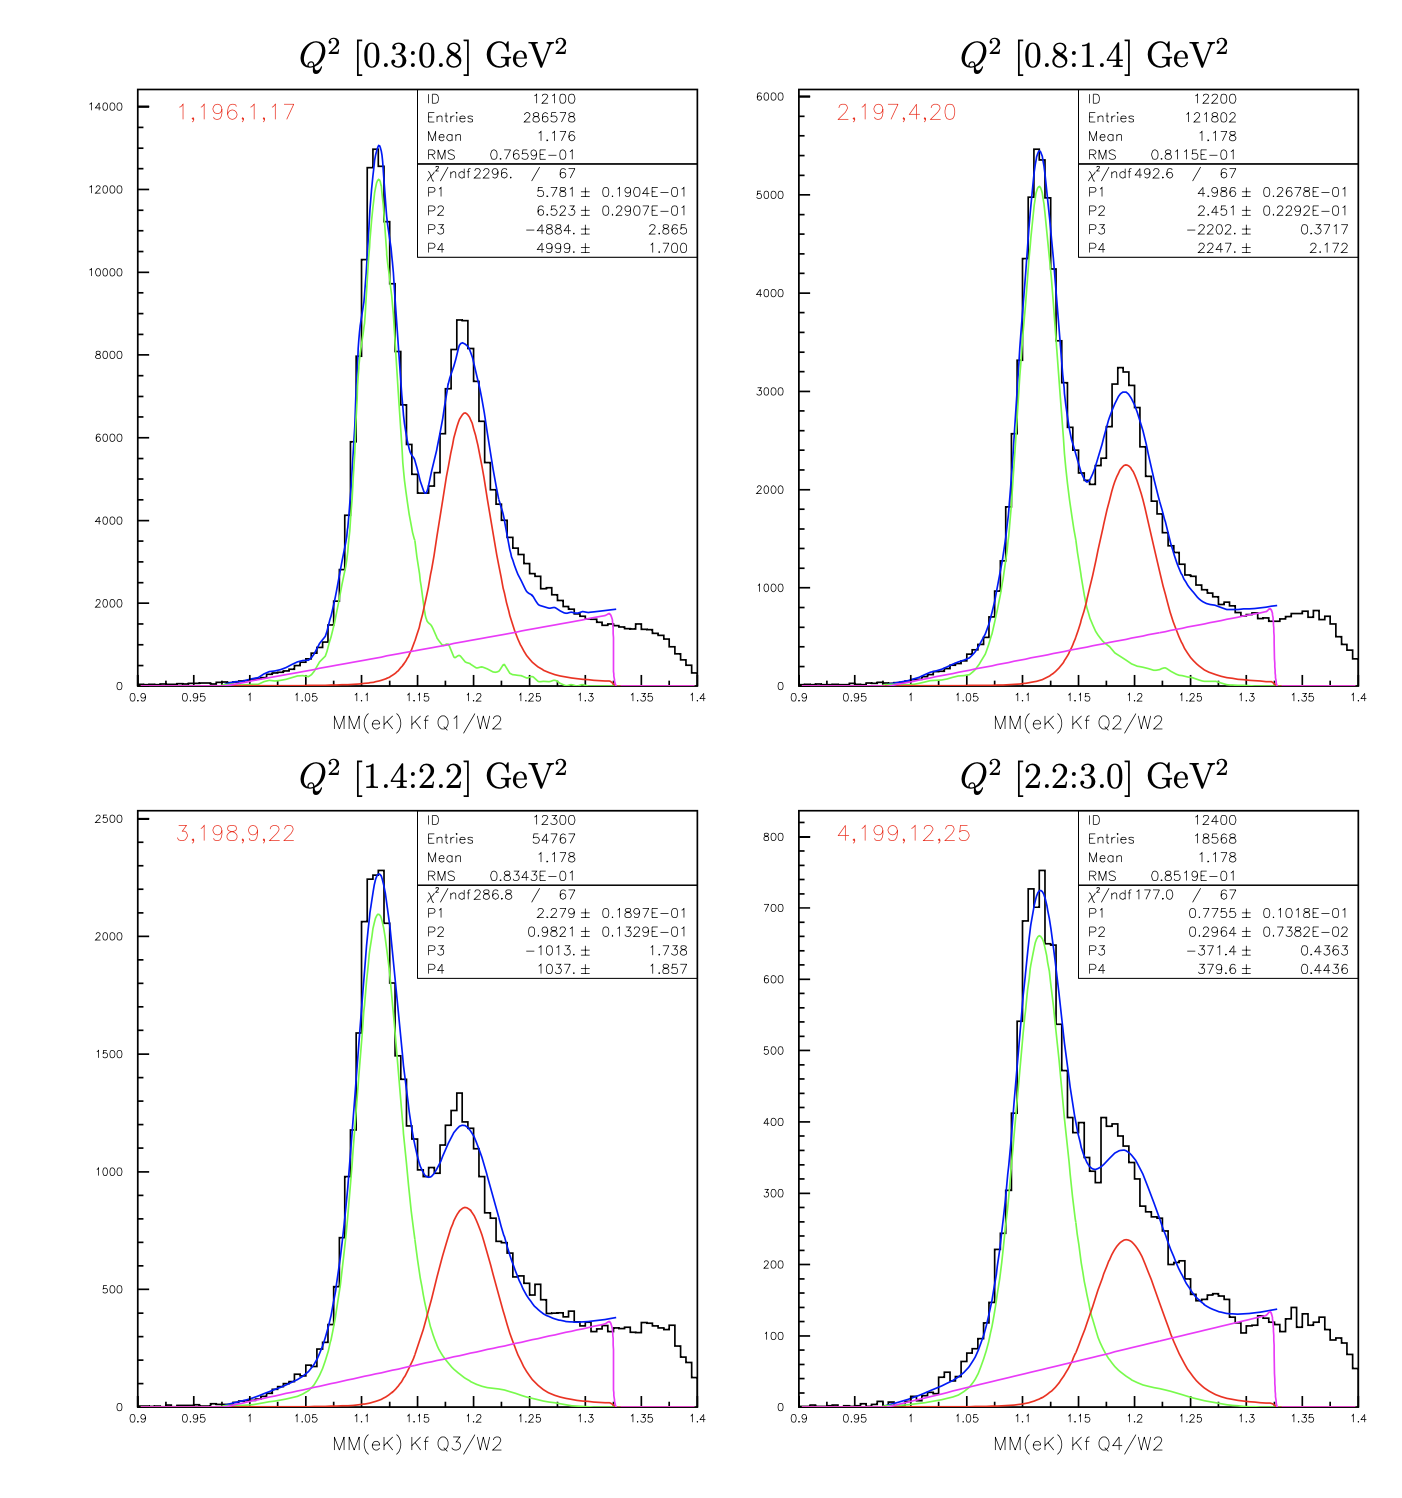 Q² [0.3:0.8] GeV²
1,196,1,17
ID 12100
Entries 286578
Mean 1.176
RMS 0.7659E−01
χ²/ndf 2296. / 67
P1 5.781 ± 0.1904E−01
P2 6.523 ± 0.2907E−01
P3 −4884. ± 2.865
P4 4999. ± 1.700
14000
12000
10000
8000
6000
4000
2000
0
0.9 0.95 1 1.05 1.1 1.15 1.2 1.25 1.3 1.35 1.4
MM(eK) Kf Q1/W2
Q² [0.8:1.4] GeV²
2,197,4,20
ID 12200
Entries 121802
Mean 1.178
RMS 0.8115E−01
χ²/ndf 492.6 / 67
P1 4.986 ± 0.2678E−01
P2 2.451 ± 0.2292E−01
P3 −2202. ± 0.3717
P4 2247. ± 2.172
6000
5000
4000
3000
2000
1000
0
0.9 0.95 1 1.05 1.1 1.15 1.2 1.25 1.3 1.35 1.4
MM(eK) Kf Q2/W2
Q² [1.4:2.2] GeV²
3,198,9,22
ID 12300
Entries 54767
Mean 1.178
RMS 0.8343E−01
χ²/ndf 286.8 / 67
P1 2.279 ± 0.1897E−01
P2 0.9821 ± 0.1329E−01
P3 −1013. ± 1.738
P4 1037. ± 1.857
2500
2000
1500
1000
500
0
0.9 0.95 1 1.05 1.1 1.15 1.2 1.25 1.3 1.35 1.4
MM(eK) Kf Q3/W2
Q² [2.2:3.0] GeV²
4,199,12,25
ID 12400
Entries 18568
Mean 1.178
RMS 0.8519E−01
χ²/ndf 177.0 / 67
P1 0.7755 ± 0.1018E−01
P2 0.2964 ± 0.7382E−02
P3 −371.4 ± 0.4363
P4 379.6 ± 0.4436
800
700
600
500
400
300
200
100
0
0.9 0.95 1 1.05 1.1 1.15 1.2 1.25 1.3 1.35 1.4
MM(eK) Kf Q4/W2